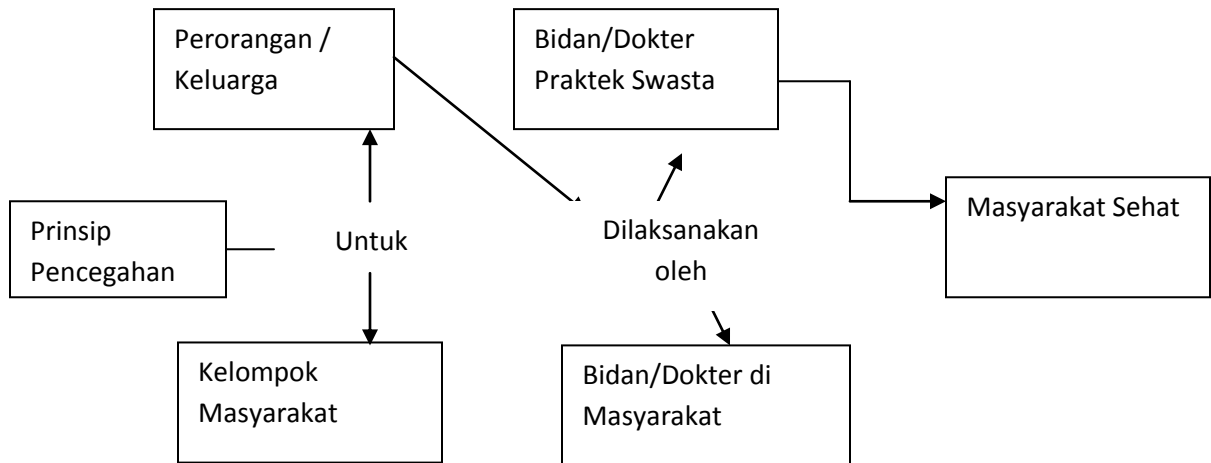 Perorangan /
Keluarga
Bidan/Dokter
Praktek Swasta
Prinsip
Pencegahan
Untuk
Dilaksanakan
oleh
Masyarakat Sehat
Kelompok
Masyarakat
Bidan/Dokter di
Masyarakat